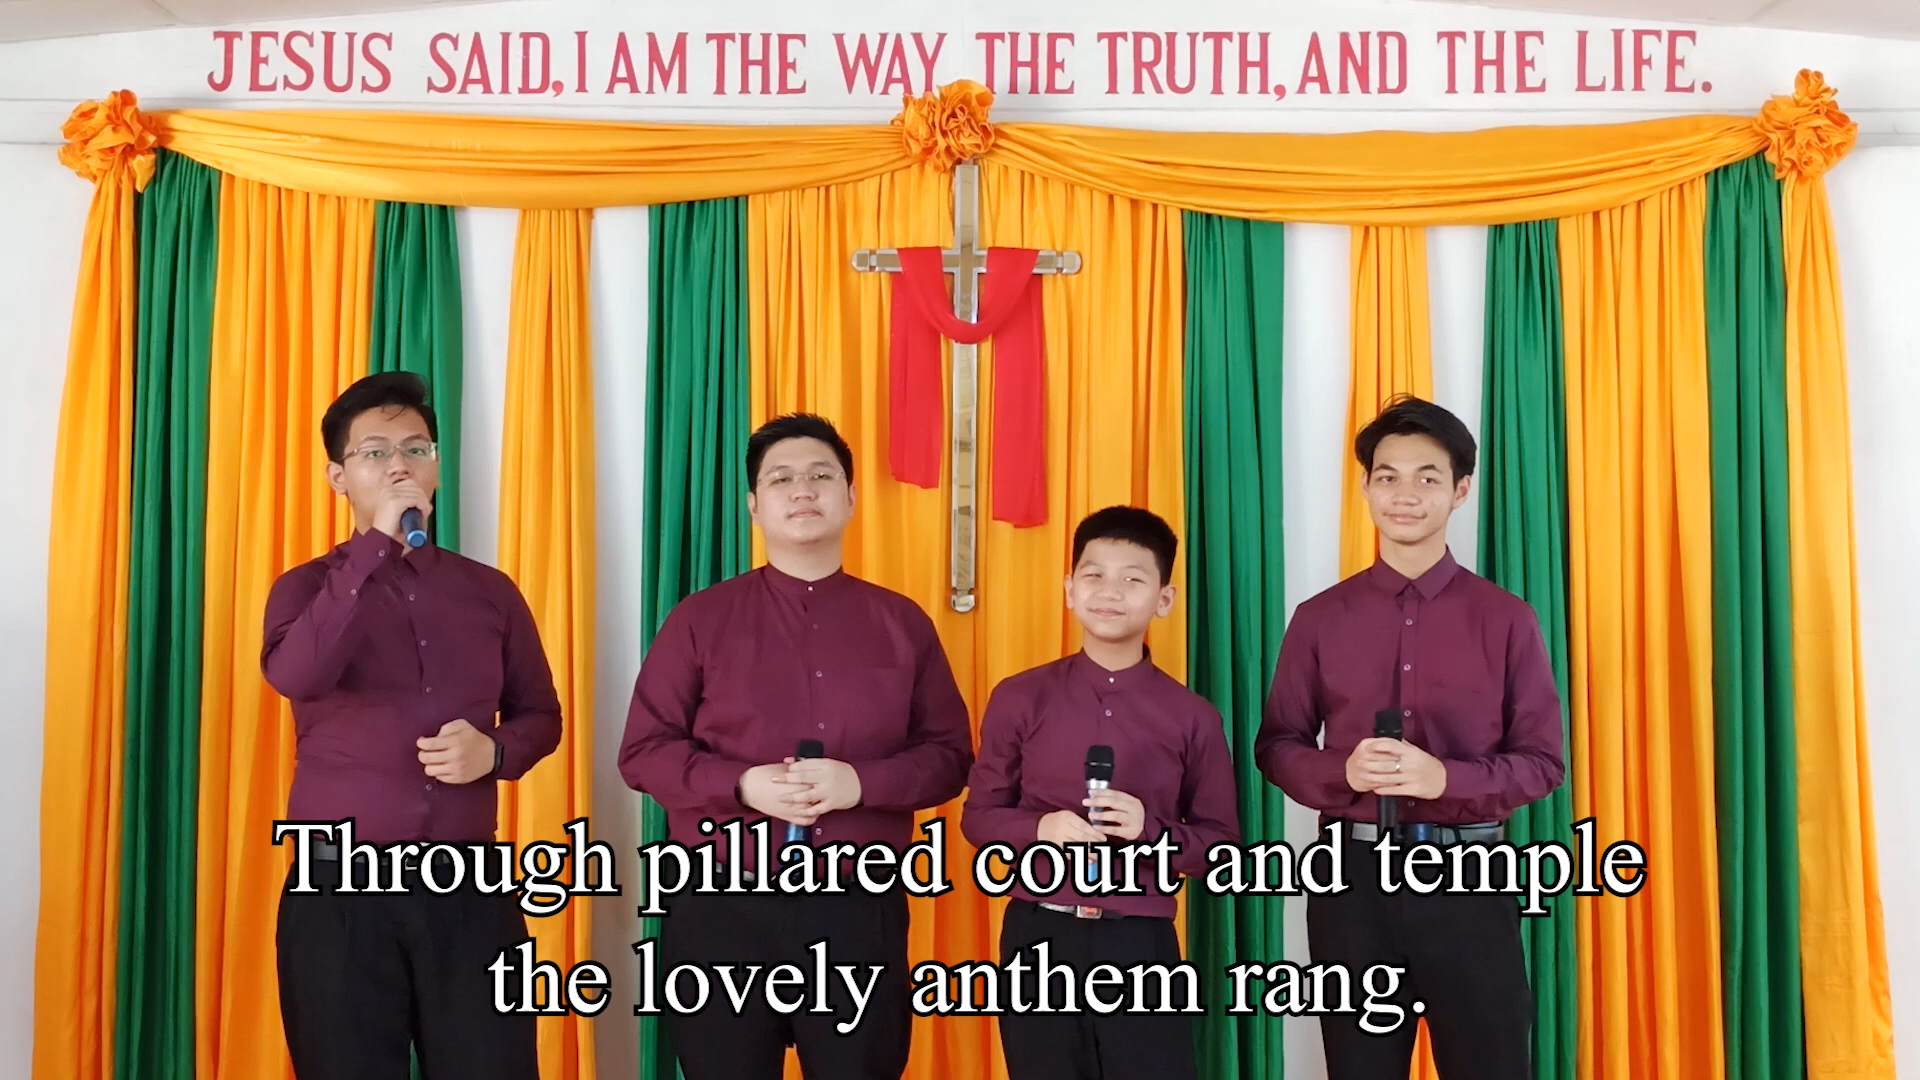 JESUS SAID, I AM THE WAY THE TRUTH, AND THE LIFE.
Through pillared court and temple
the lovely anthem rang.